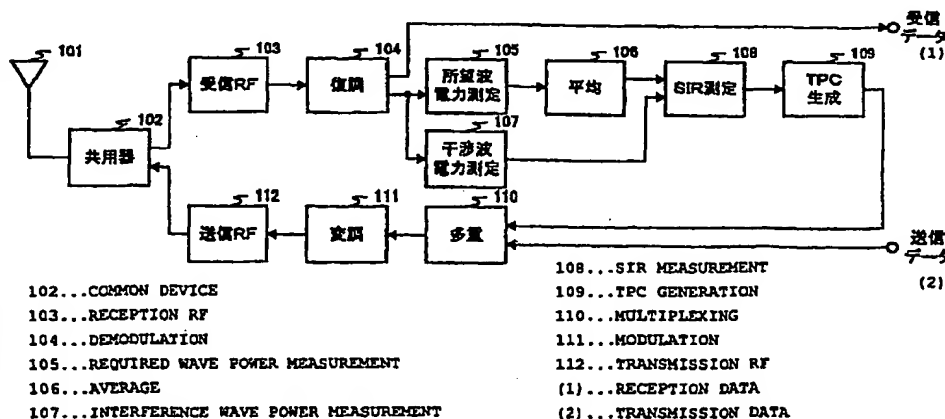 101
102
共用器
103
受信RF
104
復調
105
所望波
電力測定
106
平均
107
干渉波
電力測定
108
SIR測定
109
TPC
生成
受信
データ
(1)
112
送信RF
111
変調
110
多重
送信
データ
(2)
102...COMMON DEVICE
103...RECEPTION RF
104...DEMODULATION
105...REQUIRED WAVE POWER MEASUREMENT
106...AVERAGE
107...INTERFERENCE WAVE POWER MEASUREMENT
108...SIR MEASUREMENT
109...TPC GENERATION
110...MULTIPLEXING
111...MODULATION
112...TRANSMISSION RF
(1)...RECEPTION DATA
(2)...TRANSMISSION DATA